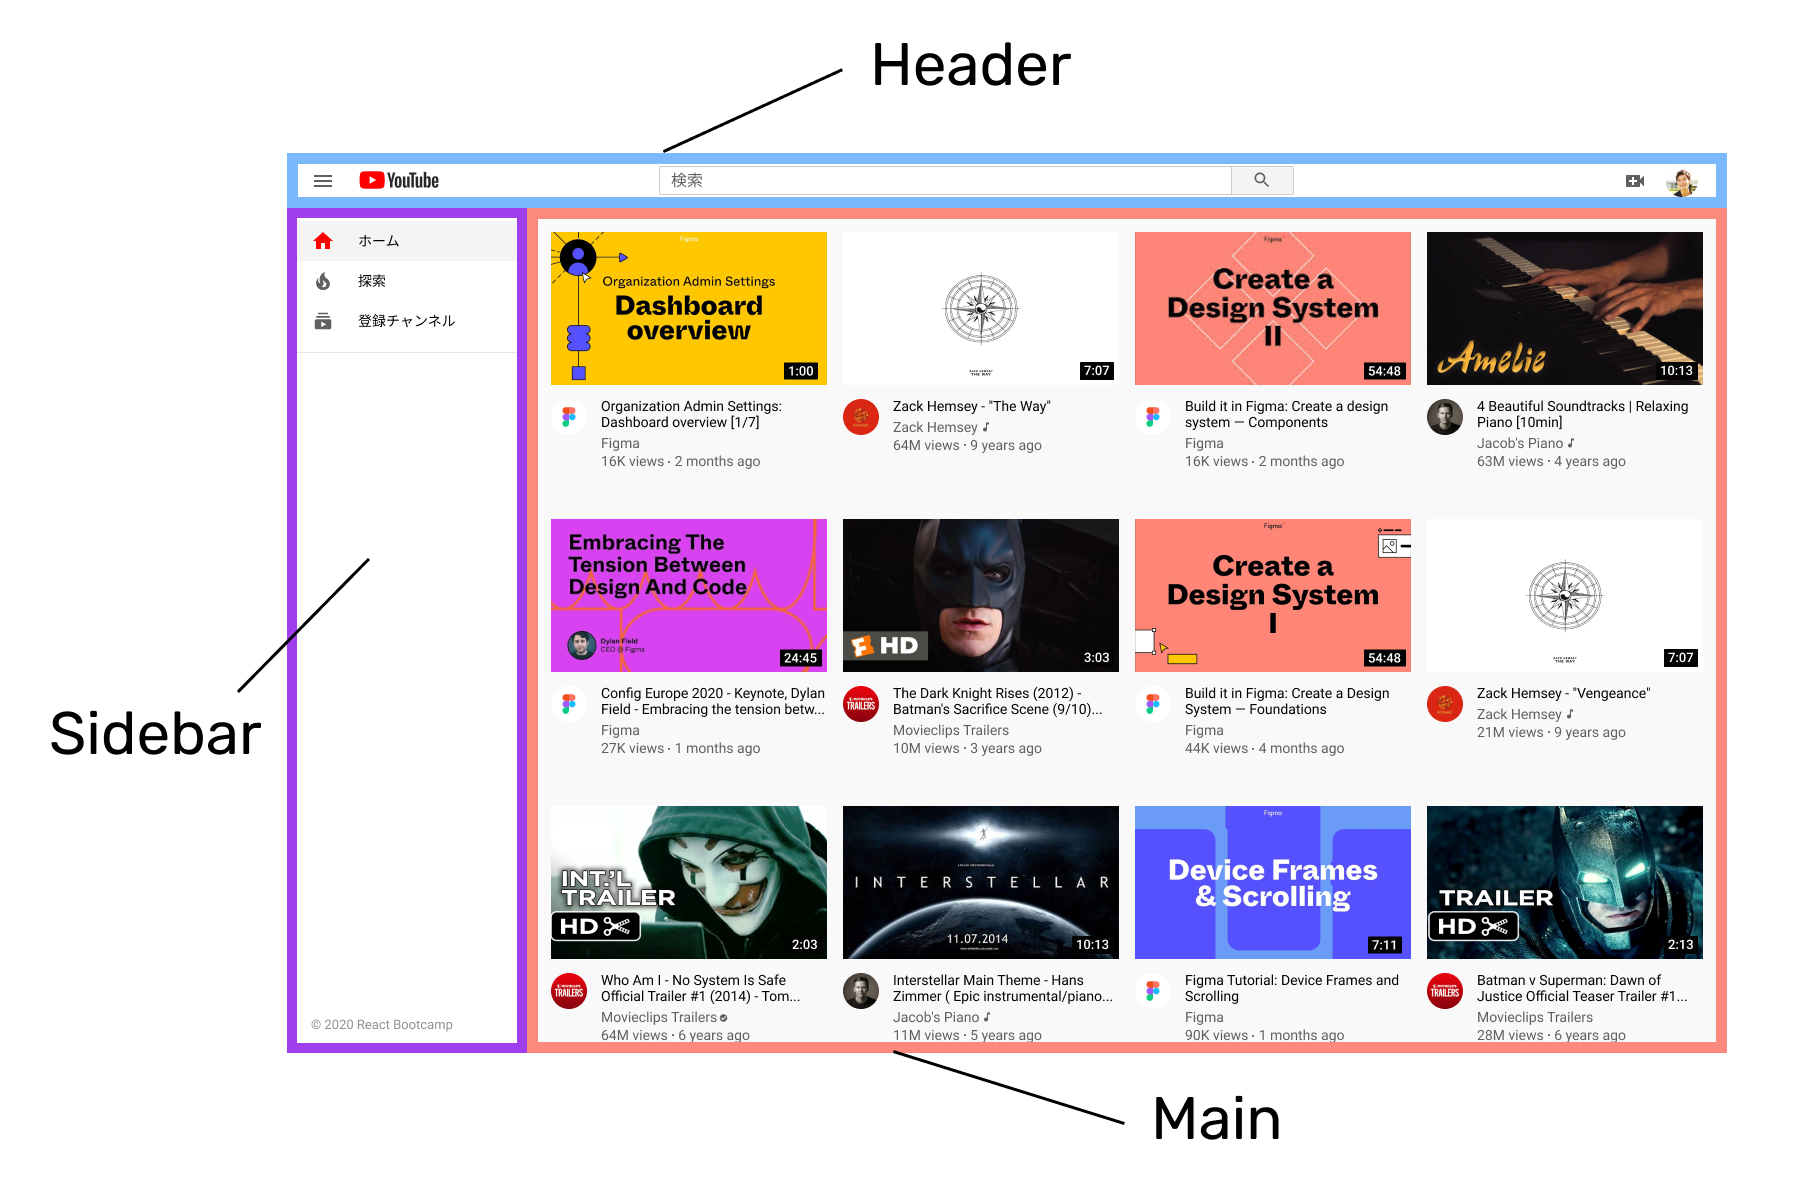 Header
YouTube
検索
ホーム
探索
登録チャンネル
Sidebar
© 2020 React Bootcamp
Figma
Organization Admin Settings
Dashboard
overview
1:00
ZACK HEMSEY
THE WAY
7:07
Figma
Create a
Design System
II
54:48
Amelie
10:13
Organization Admin Settings:
Dashboard overview [1/7]
Figma
16K views · 2 months ago
Zack Hemsey - "The Way"
Zack Hemsey
64M views · 9 years ago
Build it in Figma: Create a design
system — Components
Figma
16K views · 2 months ago
4 Beautiful Soundtracks | Relaxing
Piano [10min]
Jacob's Piano
63M views · 4 years ago
Embracing The
Tension Between
Design And Code
Dylan Field
CEO @ Figma
24:45
HD
3:03
Figma
Create a
Design System
I
54:48
ZACK HEMSEY
THE WAY
7:07
Config Europe 2020 - Keynote, Dylan
Field - Embracing the tension betw...
Figma
27K views · 1 months ago
TRAILERS
The Dark Knight Rises (2012) -
Batman's Sacrifice Scene (9/10)...
Movieclips Trailers
10M views · 3 years ago
Build it in Figma: Create a Design
System — Foundations
Figma
44K views · 4 months ago
Zack Hemsey - "Vengeance"
Zack Hemsey
21M views · 9 years ago
INT.'L
TRAILER
HD
2:03
INTERSTELLAR
11.07.2014
10:13
Figma
Device Frames
& Scrolling
7:11
TRAILER
HD
2:13
TRAILERS
Who Am I - No System Is Safe
Official Trailer #1 (2014) - Tom...
Movieclips Trailers
64M views · 6 years ago
Interstellar Main Theme - Hans
Zimmer ( Epic instrumental/piano...
Jacob's Piano
11M views · 5 years ago
Figma Tutorial: Device Frames and
Scrolling
Figma
90K views · 1 months ago
TRAILERS
Batman v Superman: Dawn of
Justice Official Teaser Trailer #1...
Movieclips Trailers
28M views · 6 years ago
Main